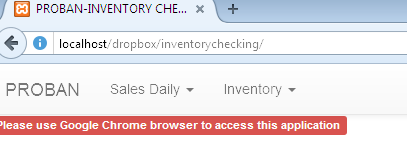 PROBAN-INVENTORY CHE...
localhost/dropbox/inventorychecking/
PROBAN Sales Daily Inventory
Please use Google Chrome browser to access this application